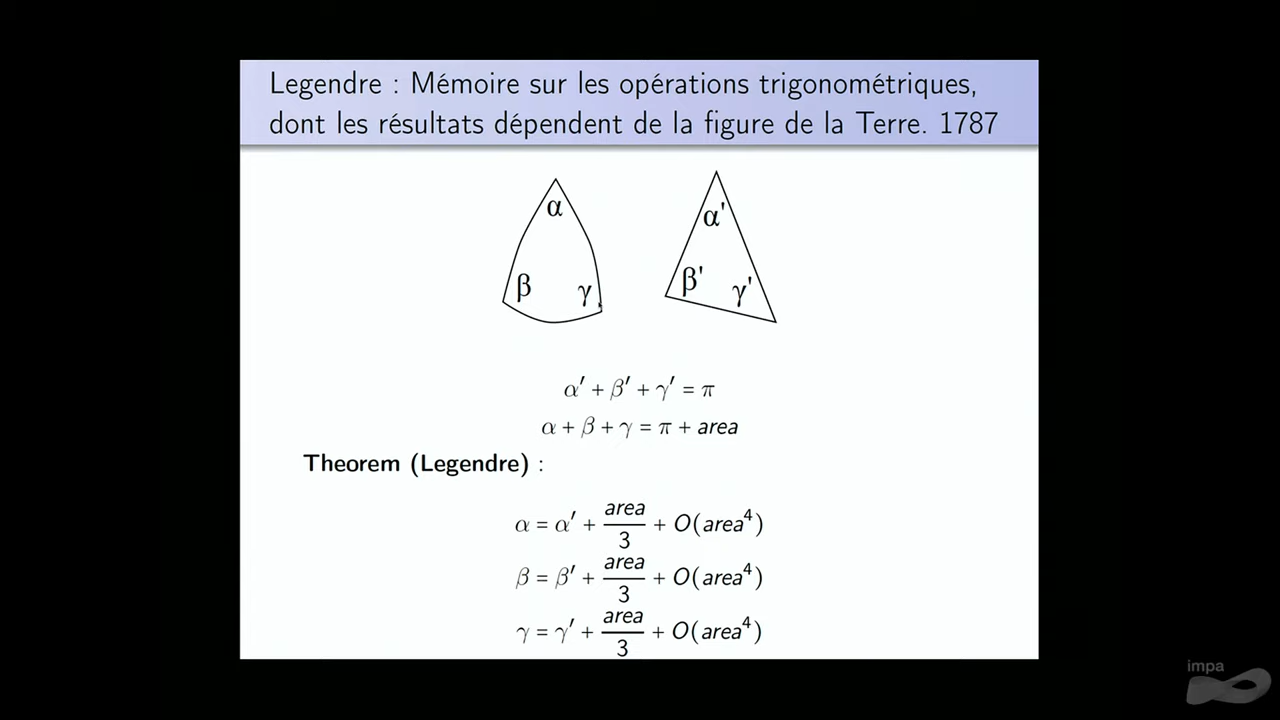 Legendre : Mémoire sur les opérations trigonométriques,
dont les résultats dépendent de la figure de la Terre. 1787
α α'
β γ β' γ'
α′ + β′ + γ′ = π
α + β + γ = π + area
Theorem (Legendre) :
α = α′ + area/3 + O(area⁴)
β = β′ + area/3 + O(area⁴)
γ = γ′ + area/3 + O(area⁴)
impa